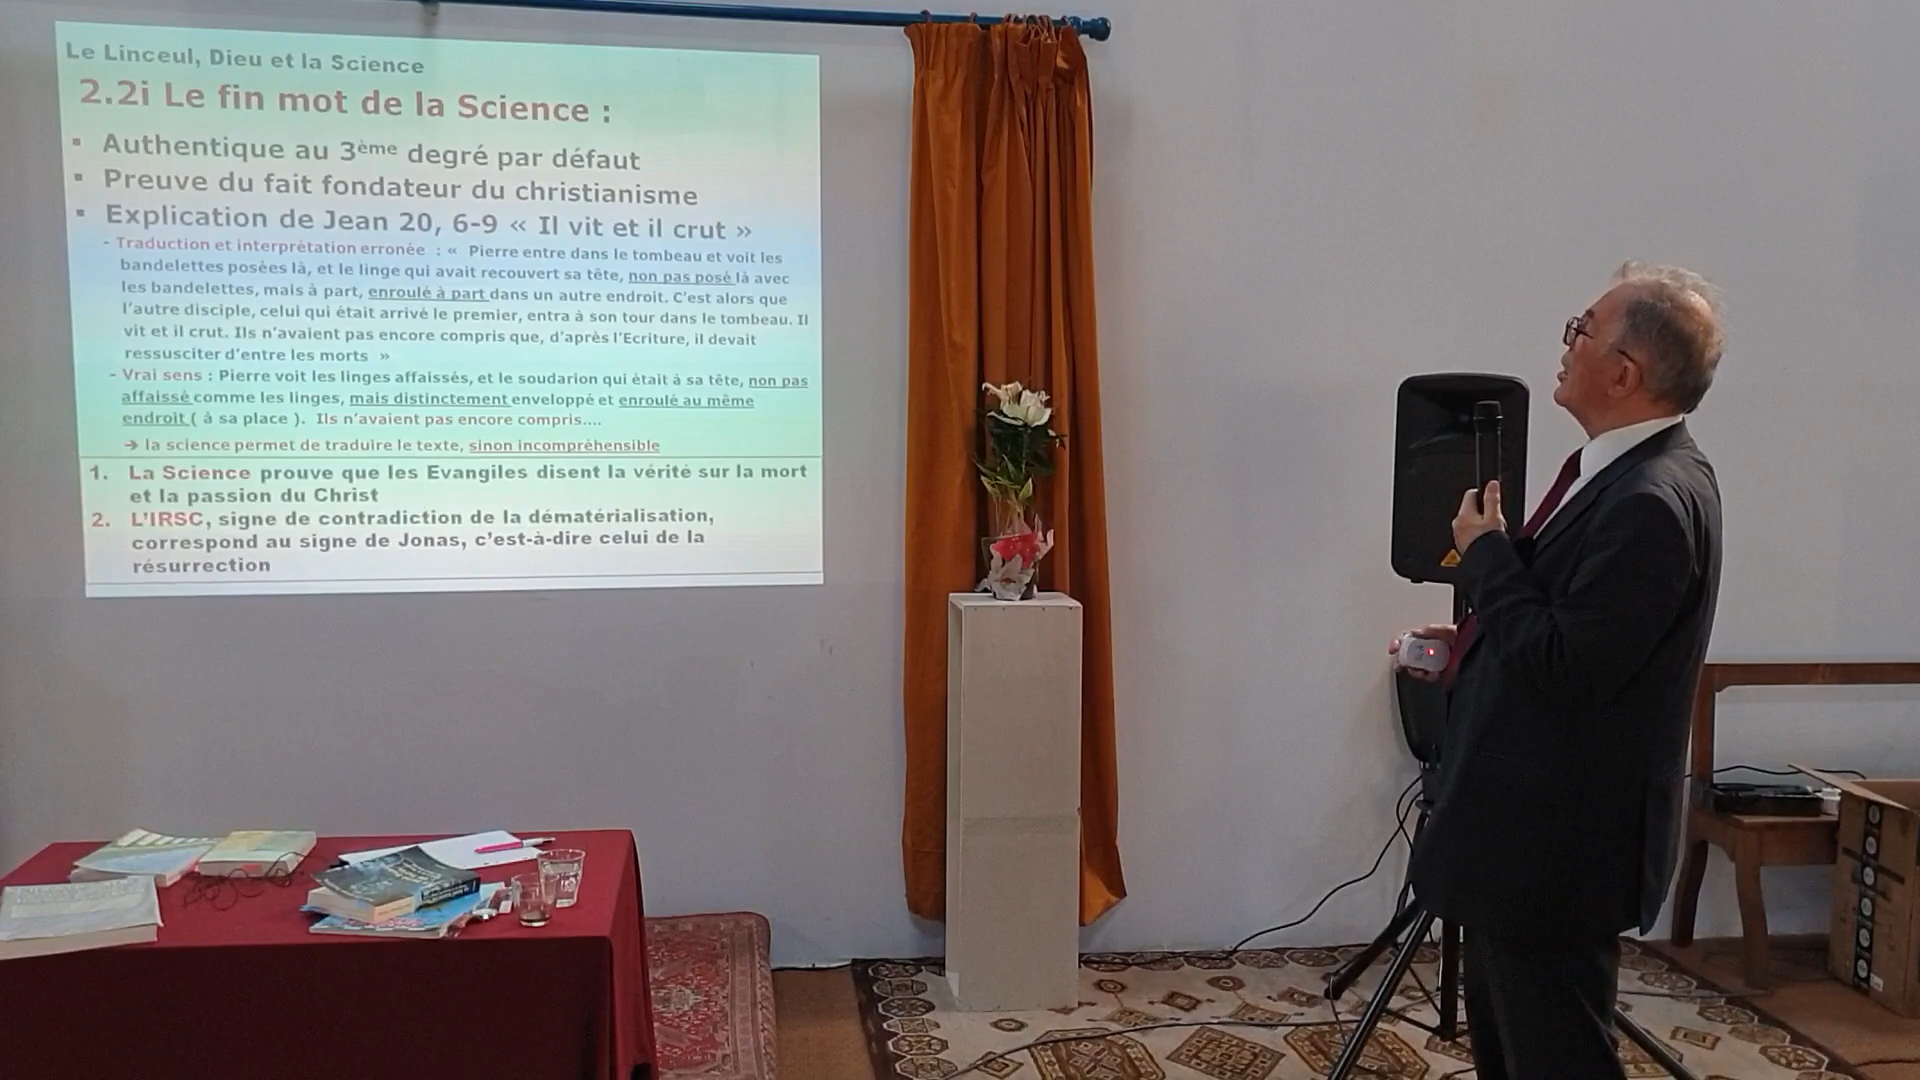 Le Linceul, Dieu et la Science
2.2i Le fin mot de la Science :
▪ Authentique au 3ème degré par défaut
▪ Preuve du fait fondateur du christianisme
▪ Explication de Jean 20, 6-9 « Il vit et il crut »
- Traduction et interprètation erronée : « Pierre entre dans le tombeau et voit les
bandelettes posées là, et le linge qui avait recouvert sa tête, non pas posé là avec
les bandelettes, mais à part, enroulé à part dans un autre endroit. C'est alors que
l'autre disciple, celui qui était arrivé le premier, entra à son tour dans le tombeau. Il
vit et il crut. Ils n'avaient pas encore compris que, d'après l'Ecriture, il devait
ressusciter d'entre les morts »
- Vrai sens : Pierre voit les linges affaissés, et le soudarion qui était à sa tête, non pas
affaissé comme les linges, mais distinctement enveloppé et enroulé au même
endroit ( à sa place ). Ils n'avaient pas encore compris....
→ la science permet de traduire le texte, sinon incompréhensible
1. La Science prouve que les Evangiles disent la vérité sur la mort
et la passion du Christ
2. L'IRSC, signe de contradiction de la dématérialisation,
correspond au signe de Jonas, c'est-à-dire celui de la
résurrection